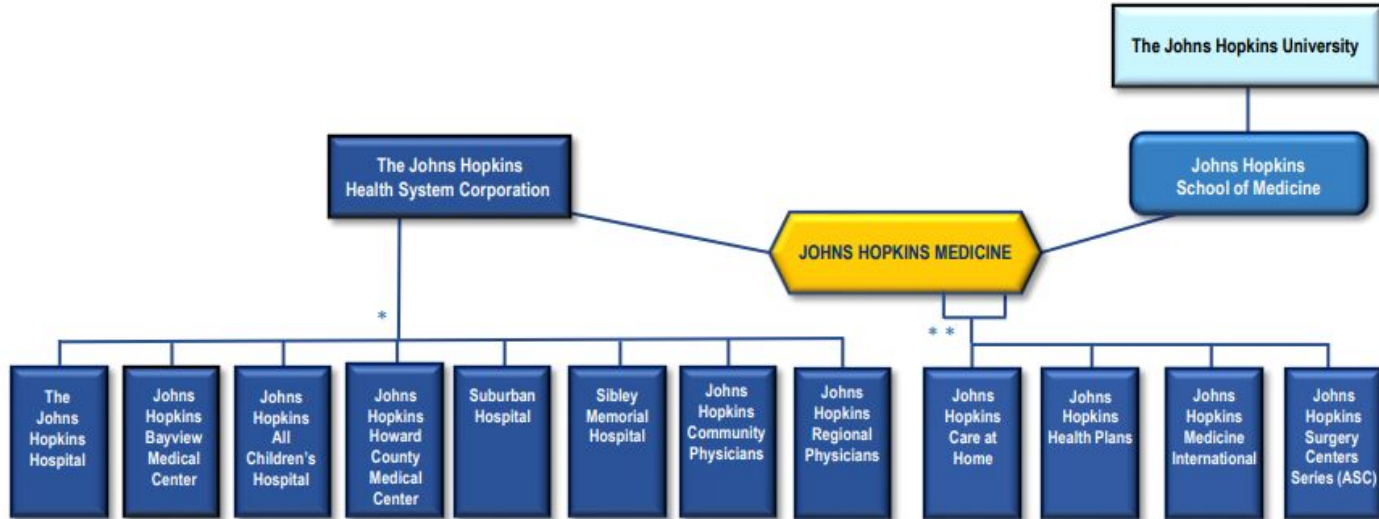 The Johns Hopkins University
The Johns Hopkins
Health System Corporation
Johns Hopkins
School of Medicine
JOHNS HOPKINS MEDICINE
*
* *
The
Johns
Hopkins
Hospital
Johns
Hopkins
Bayview
Medical
Center
Johns
Hopkins
All
Children's
Hospital
Johns
Hopkins
Howard
County
Medical
Center
Suburban
Hospital
Sibley
Memorial
Hospital
Johns
Hopkins
Community
Physicians
Johns
Hopkins
Regional
Physicians
Johns
Hopkins
Care at
Home
Johns
Hopkins
Health Plans
Johns
Hopkins
Medicine
International
Johns
Hopkins
Surgery
Centers
Series (ASC)